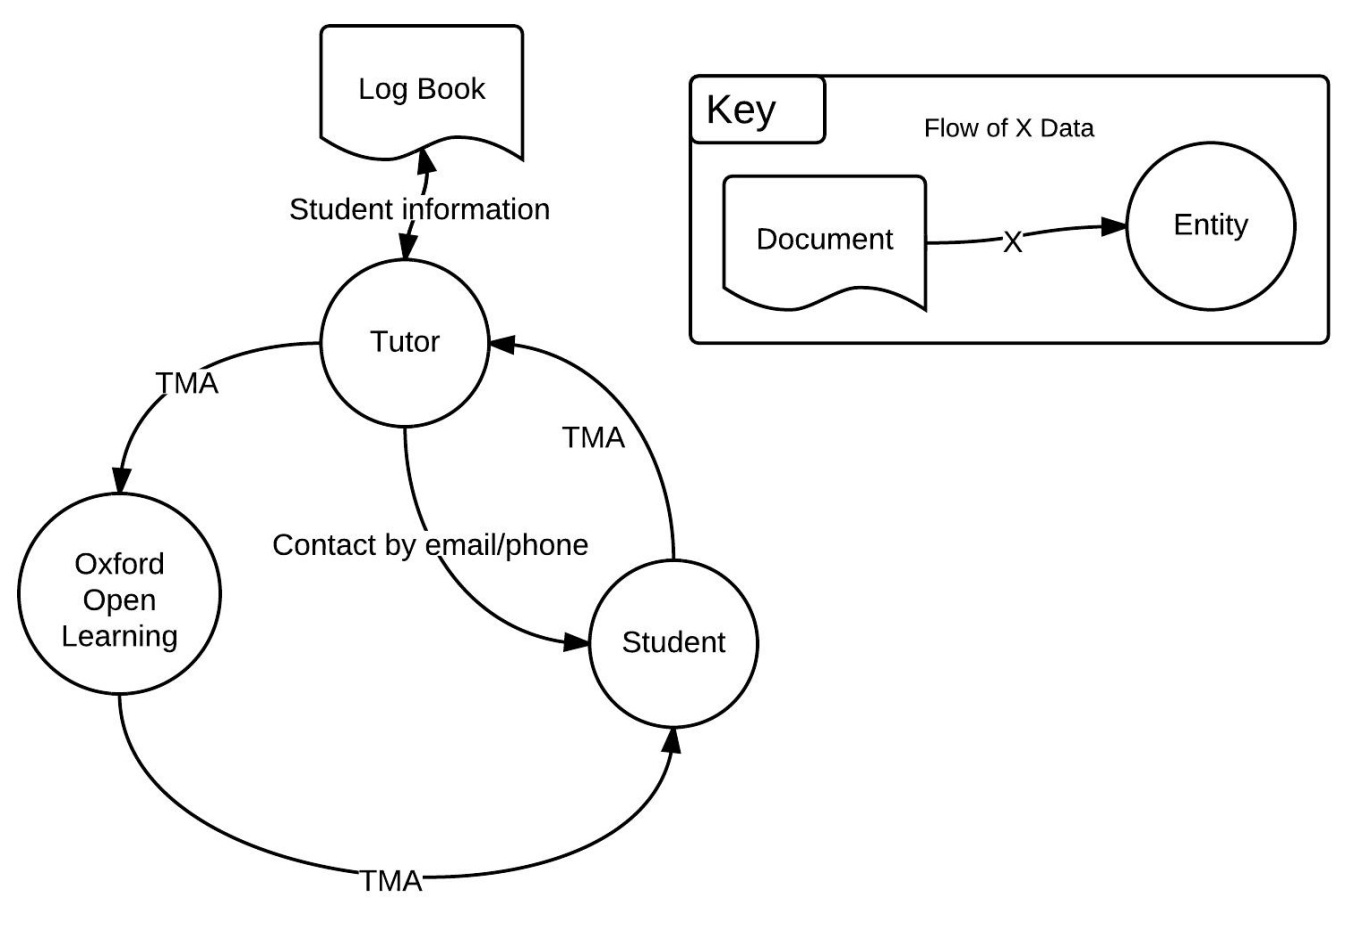 Log Book
Key
Flow of X Data
Document
X
Entity
Student information
Tutor
TMA
TMA
Contact by email/phone
Oxford
Open
Learning
Student
TMA